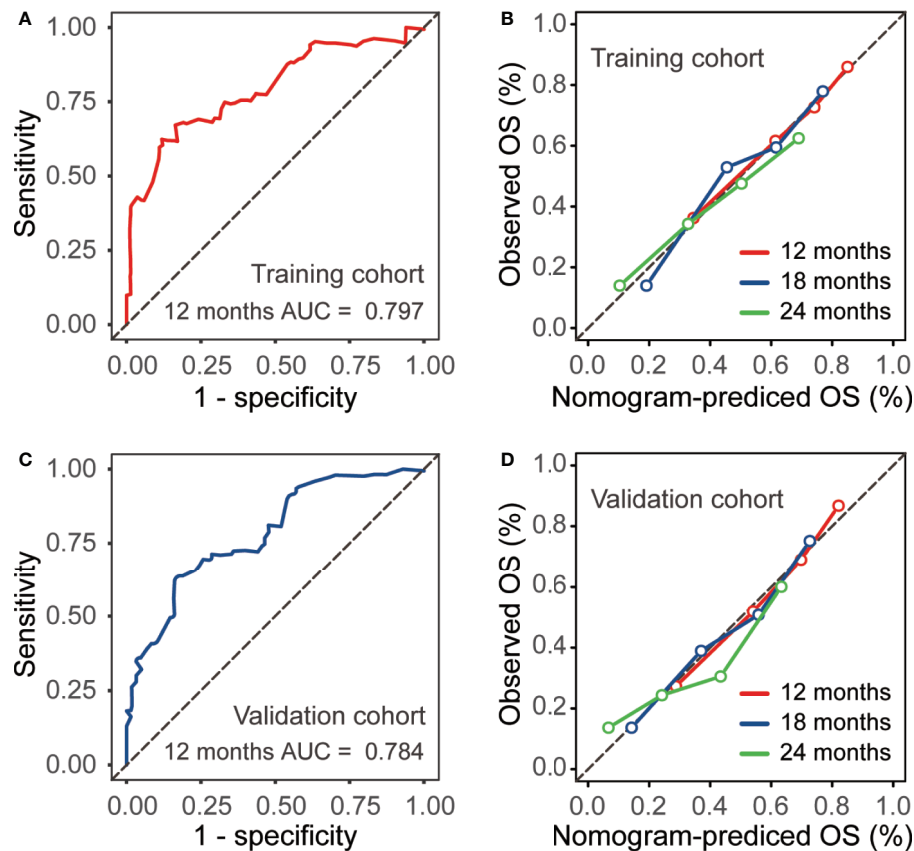 A
Sensitivity
1.00
0.75
0.50
0.25
0.00
Training cohort
12 months AUC = 0.797
0.00 0.25 0.50 0.75 1.00
1 - specificity
B
Observed OS (%)
1.0
0.8
0.6
0.4
0.2
0.0
Training cohort
12 months
18 months
24 months
0.0 0.2 0.4 0.6 0.8 1.0
Nomogram-prediced OS (%)
C
Sensitivity
1.00
0.75
0.50
0.25
0.00
Validation cohort
12 months AUC = 0.784
0.00 0.25 0.50 0.75 1.00
1 - specificity
D
Observed OS (%)
1.0
0.8
0.6
0.4
0.2
0.0
Validation cohort
12 months
18 months
24 months
0.0 0.2 0.4 0.6 0.8 1.0
Nomogram-prediced OS (%)